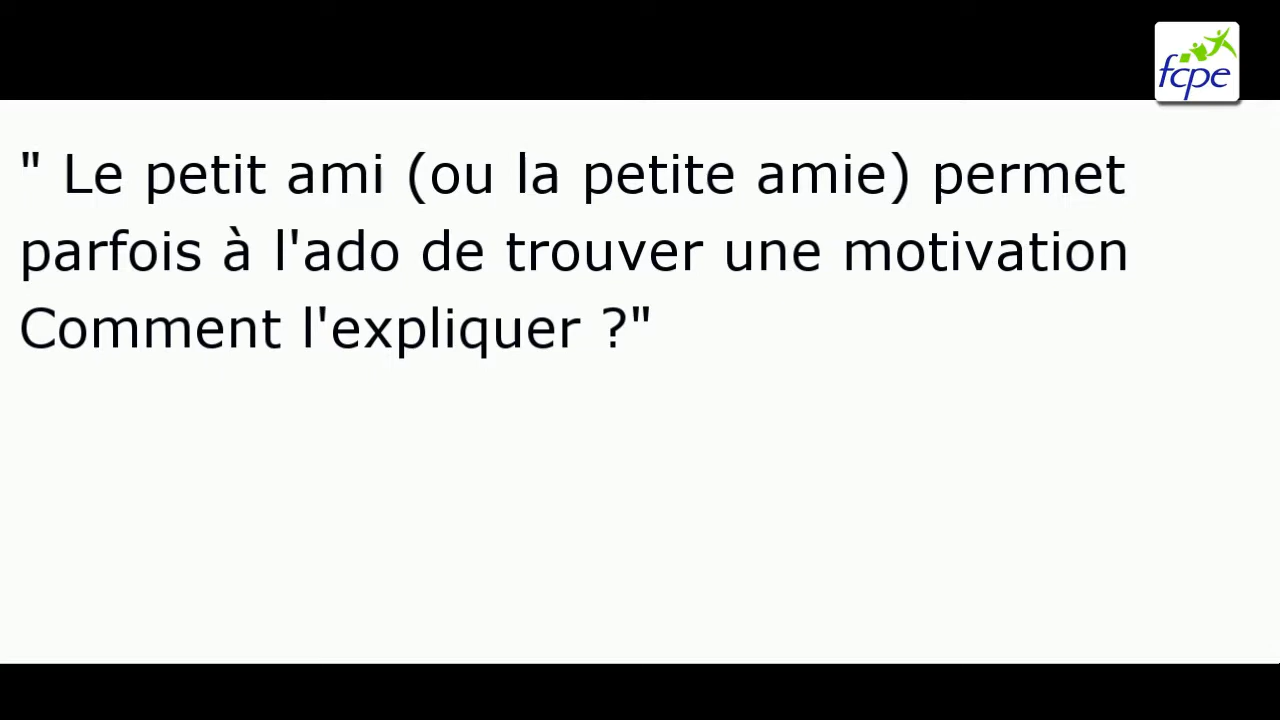 fcpe
" Le petit ami (ou la petite amie) permet
parfois à l'ado de trouver une motivation
Comment l'expliquer ?"